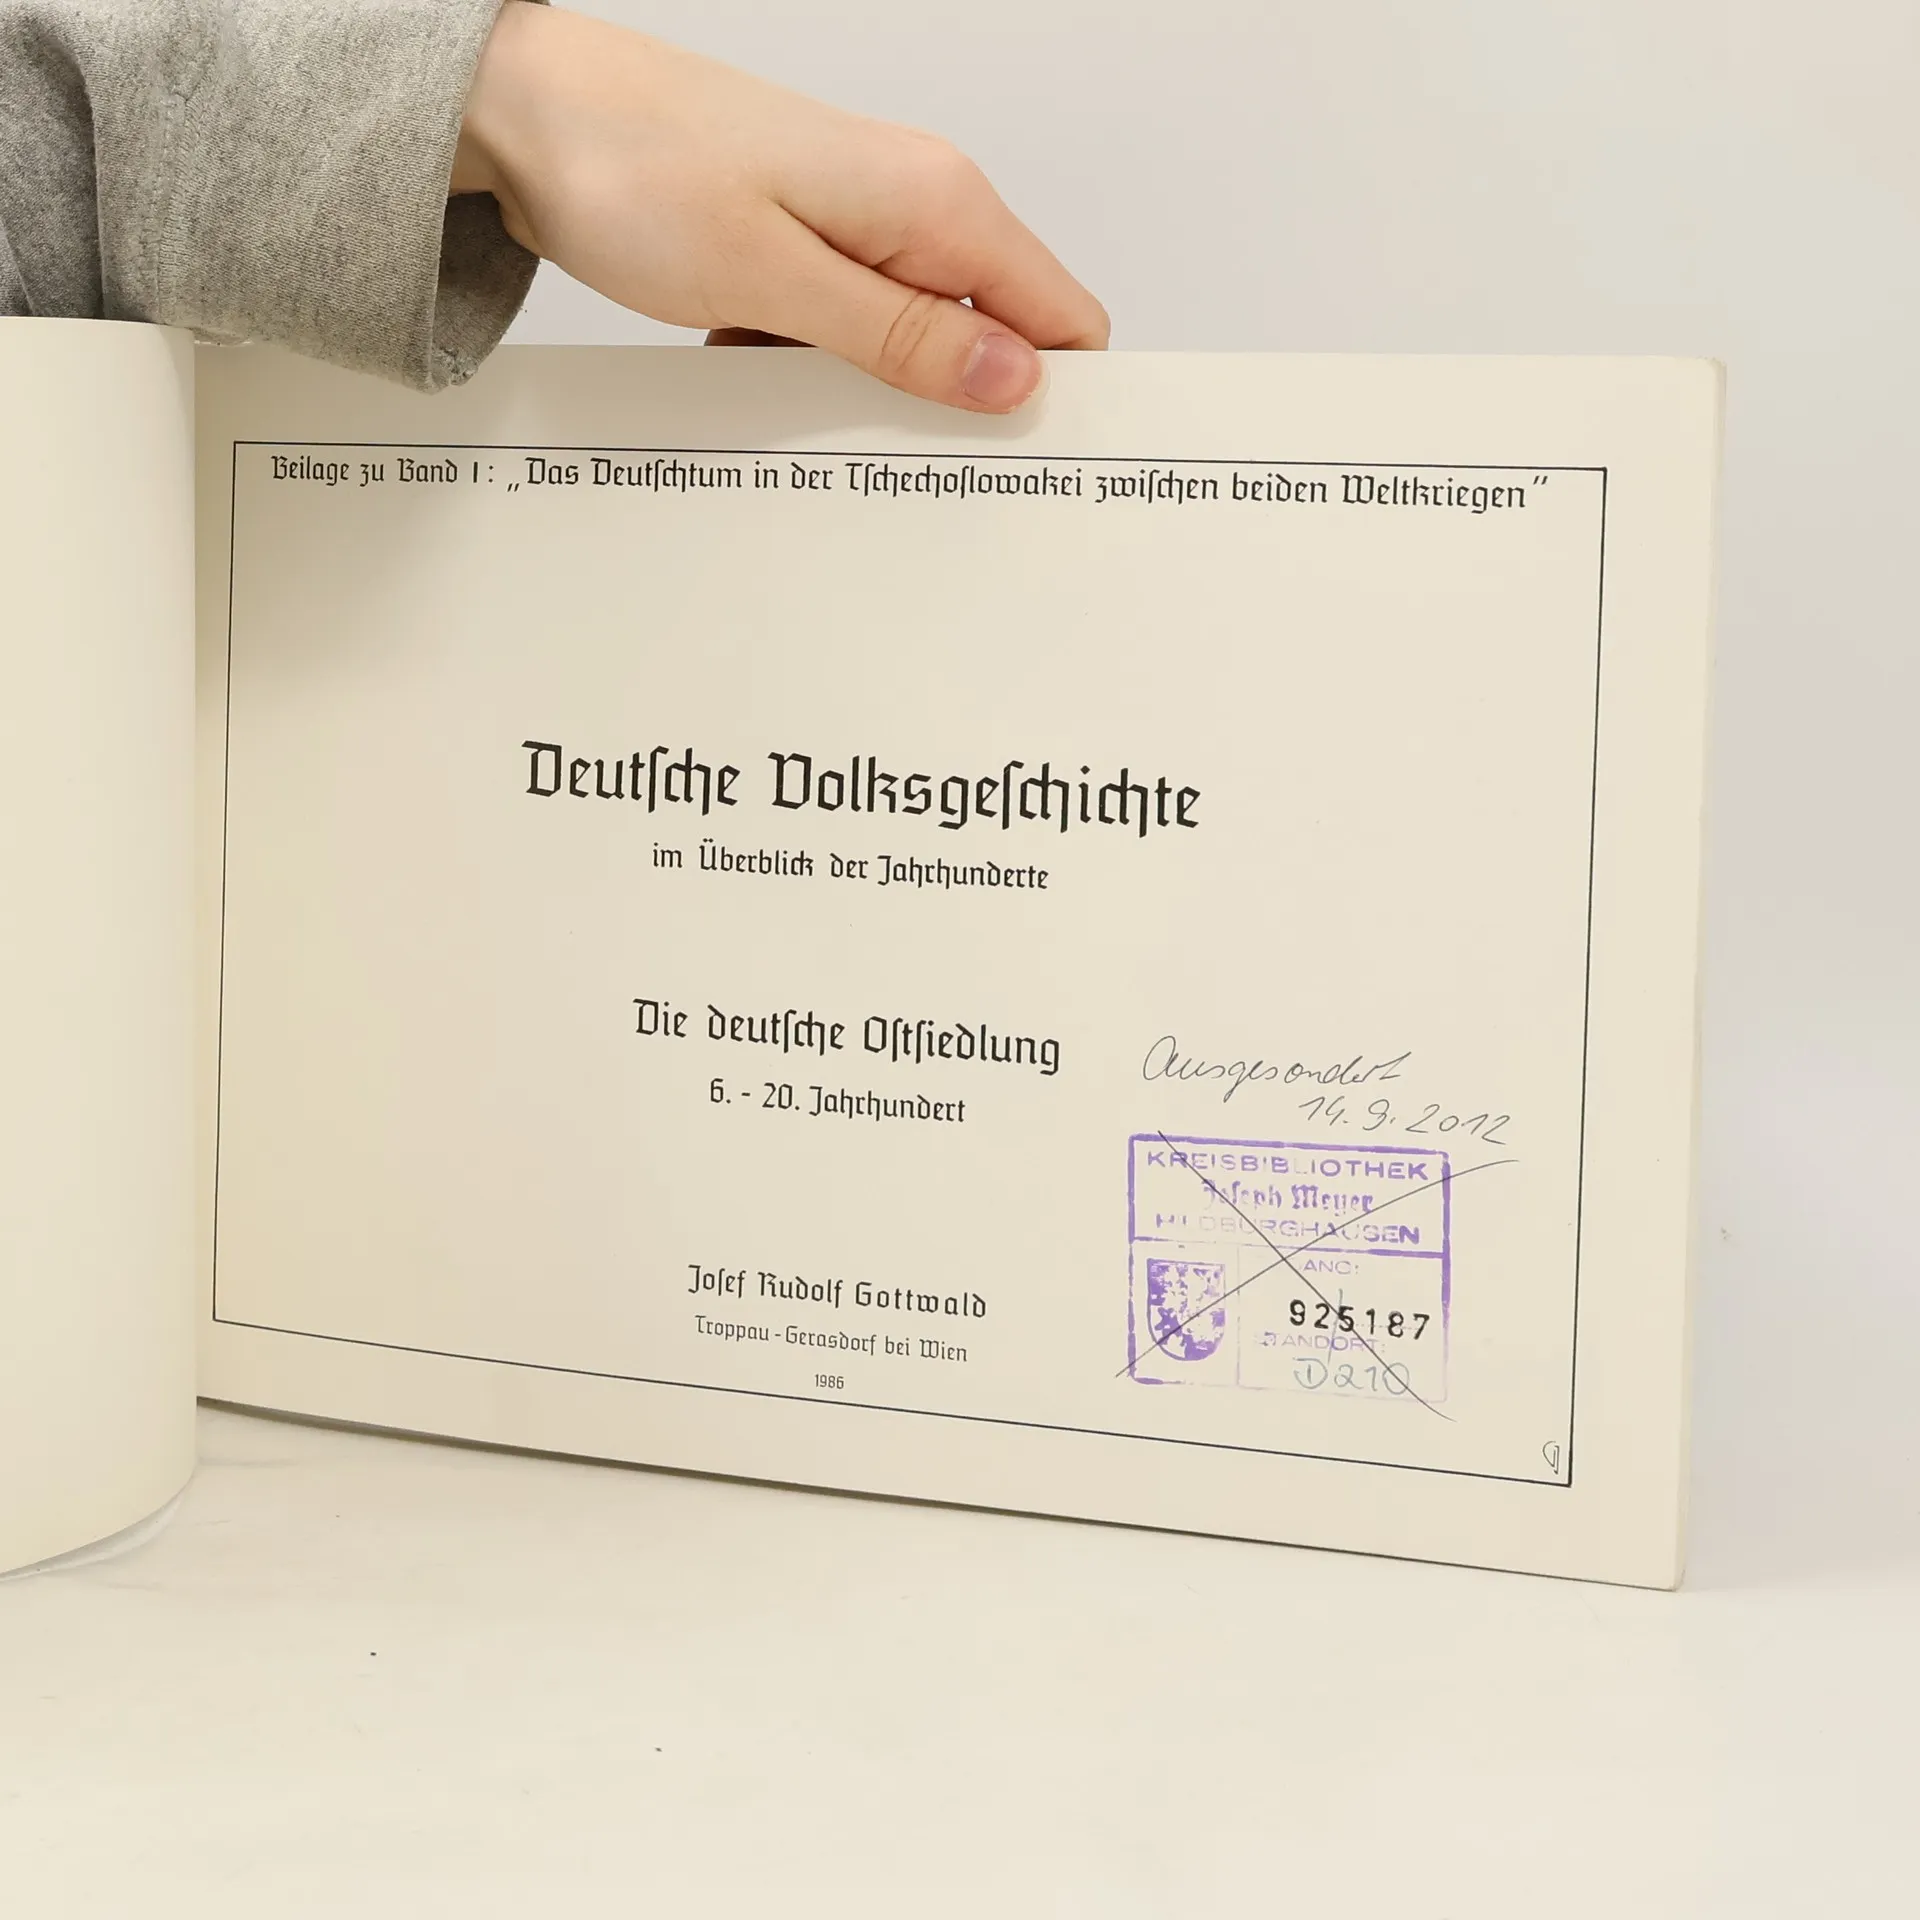 Beilage zu Band I: „Das Deutſchtum in der Tſchechoſlowakei zwiſchen beiden Weltkriegen"
Deutſche Volksgeſchichte
im Überblick der Jahrhunderte
Die deutſche Oſtſiedlung
6. - 20. Jahrhundert
Ausgesondert
14.9.2012
KREISBIBLIOTHEK
Joſeph Meyer
HILDBURGHAUSEN
ANG:
925187
STANDORT:
D210
Joſef Rudolf Gottwald
Troppau - Gerasdorf bei Wien
1986
G